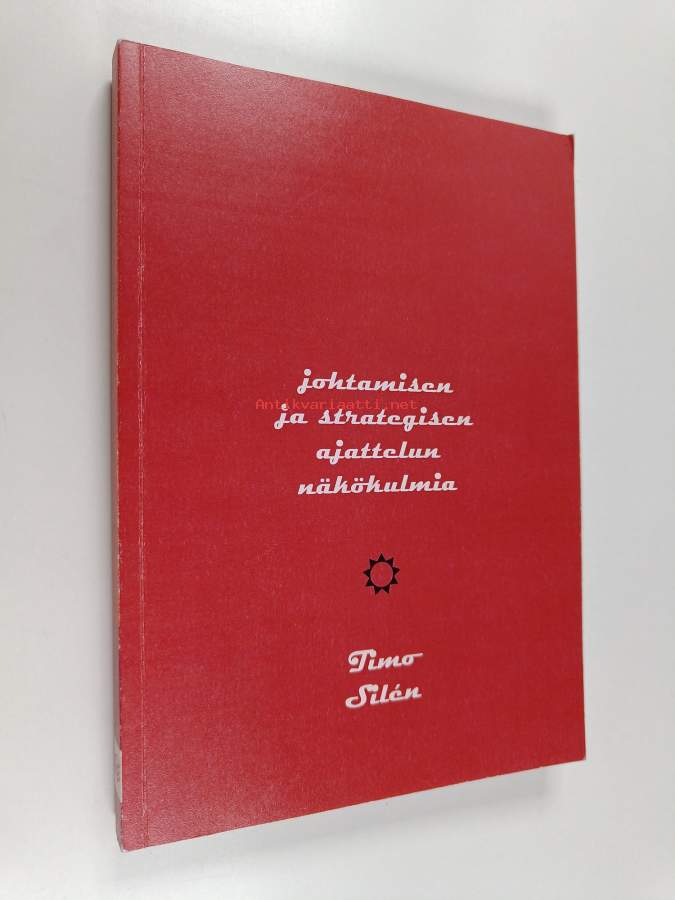 johtamisen
Antikvariaatti.net
ja strategisen
ajattelun
näkökulmia
Timo
Silén